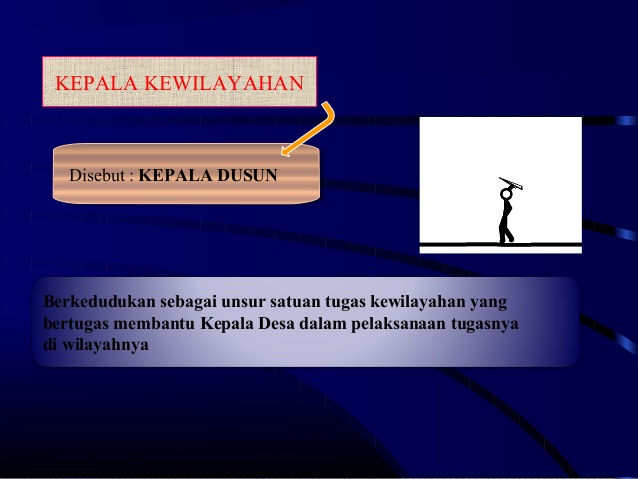 KEPALA KEWILAYAHAN
Disebut : KEPALA DUSUN
Berkedudukan sebagai unsur satuan tugas kewilayahan yang
bertugas membantu Kepala Desa dalam pelaksanaan tugasnya
di wilayahnya